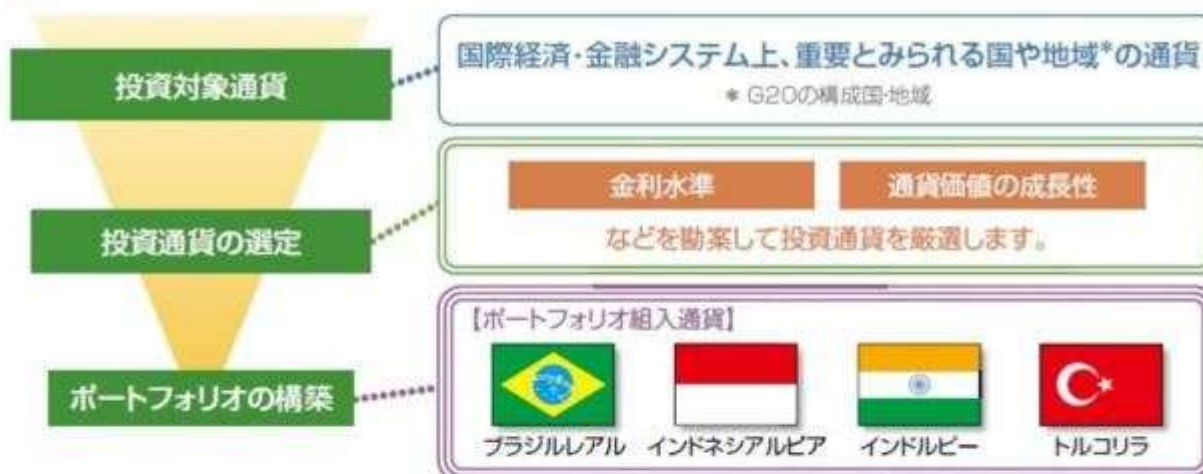 投資対象通貨
国際経済・金融システム上、重要とみられる国や地域*の通貨
* G20の構成国・地域
投資通貨の選定
金利水準
通貨価値の成長性
などを勘案して投資通貨を厳選します。
ポートフォリオの構築
【ポートフォリオ組入通貨】
ブラジルレアル
インドネシアルピア
インドルピー
トルコリラ